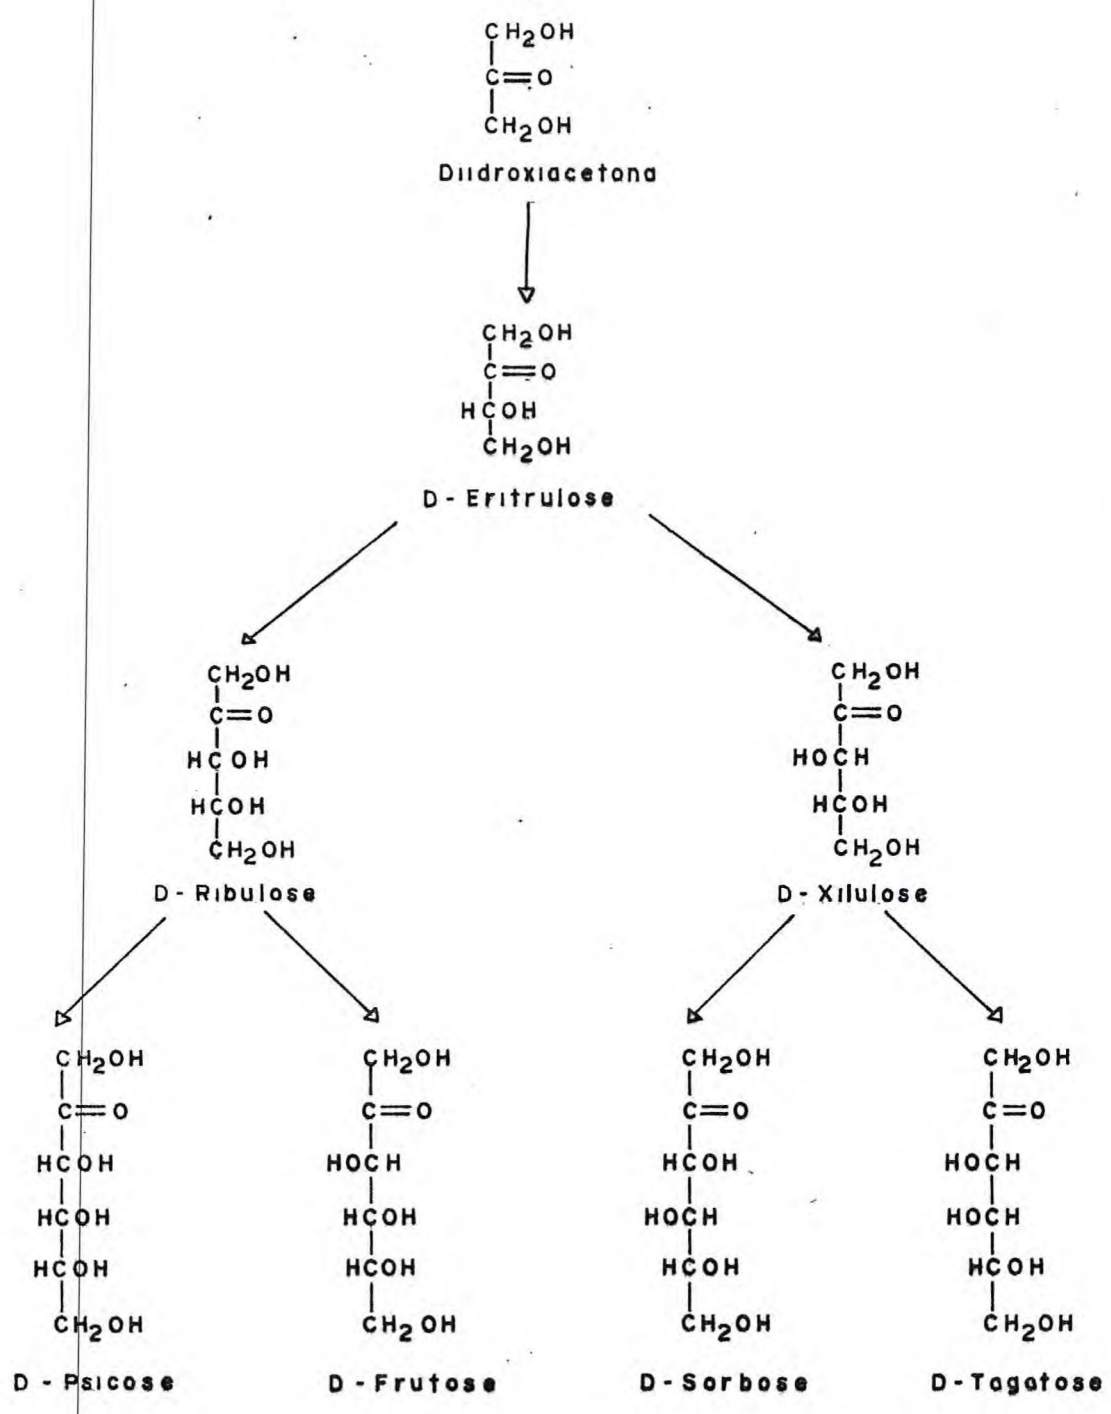 CH2OH
C=O
CH2OH
Diidroxiacetona
CH2OH
C=O
HCOH
CH2OH
D-Eritrulose
CH2OH
C=O
HCOH
HCOH
CH2OH
D-Ribulose
CH2OH
C=O
HOCH
HCOH
CH2OH
D-Xilulose
CH2OH
C=O
HCOH
HCOH
HCOH
CH2OH
D-Psicose
CH2OH
C=O
HOCH
HCOH
HCOH
CH2OH
D-Frutose
CH2OH
C=O
HCOH
HOCH
HCOH
CH2OH
D-Sorbose
CH2OH
C=O
HOCH
HOCH
HCOH
CH2OH
D-Tagatose